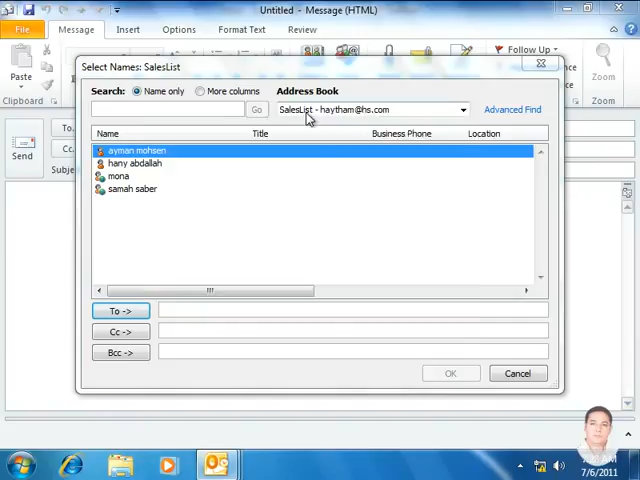 Untitled - Message (HTML)
File Message Insert Options Format Text Review
Paste
Clipboard
Follow Up
Zoom
Zoom
Send
To...
Cc...
Subje
Select Names: SalesList
Search: Name only More columns Address Book
Go SalesList - haytham@hs.com Advanced Find
Name Title Business Phone Location
ayman mohsen
hany abdallah
mona
samah saber
To ->
Cc ->
Bcc ->
OK Cancel
AM
7/6/2011